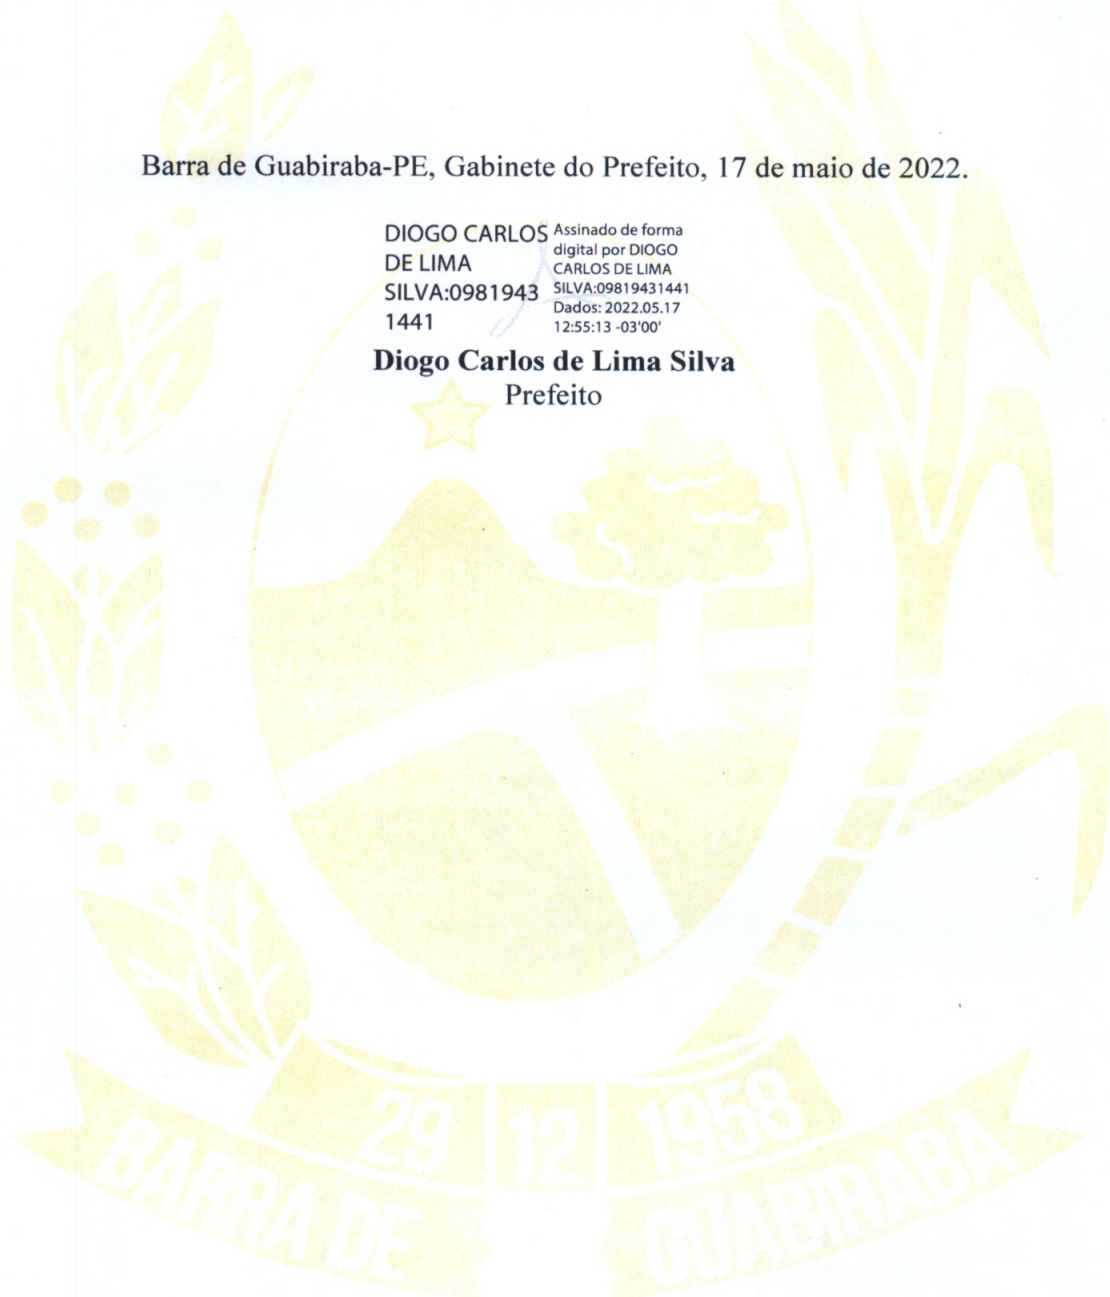 Barra de Guabiraba-PE, Gabinete do Prefeito, 17 de maio de 2022.
DIOGO CARLOS
DE LIMA
SILVA:0981943
1441
Assinado de forma
digital por DIOGO
CARLOS DE LIMA
SILVA:09819431441
Dados: 2022.05.17
12:55:13 -03'00'
Diogo Carlos de Lima Silva
Prefeito
29 12 1958
BARRA DE GUABIRABA